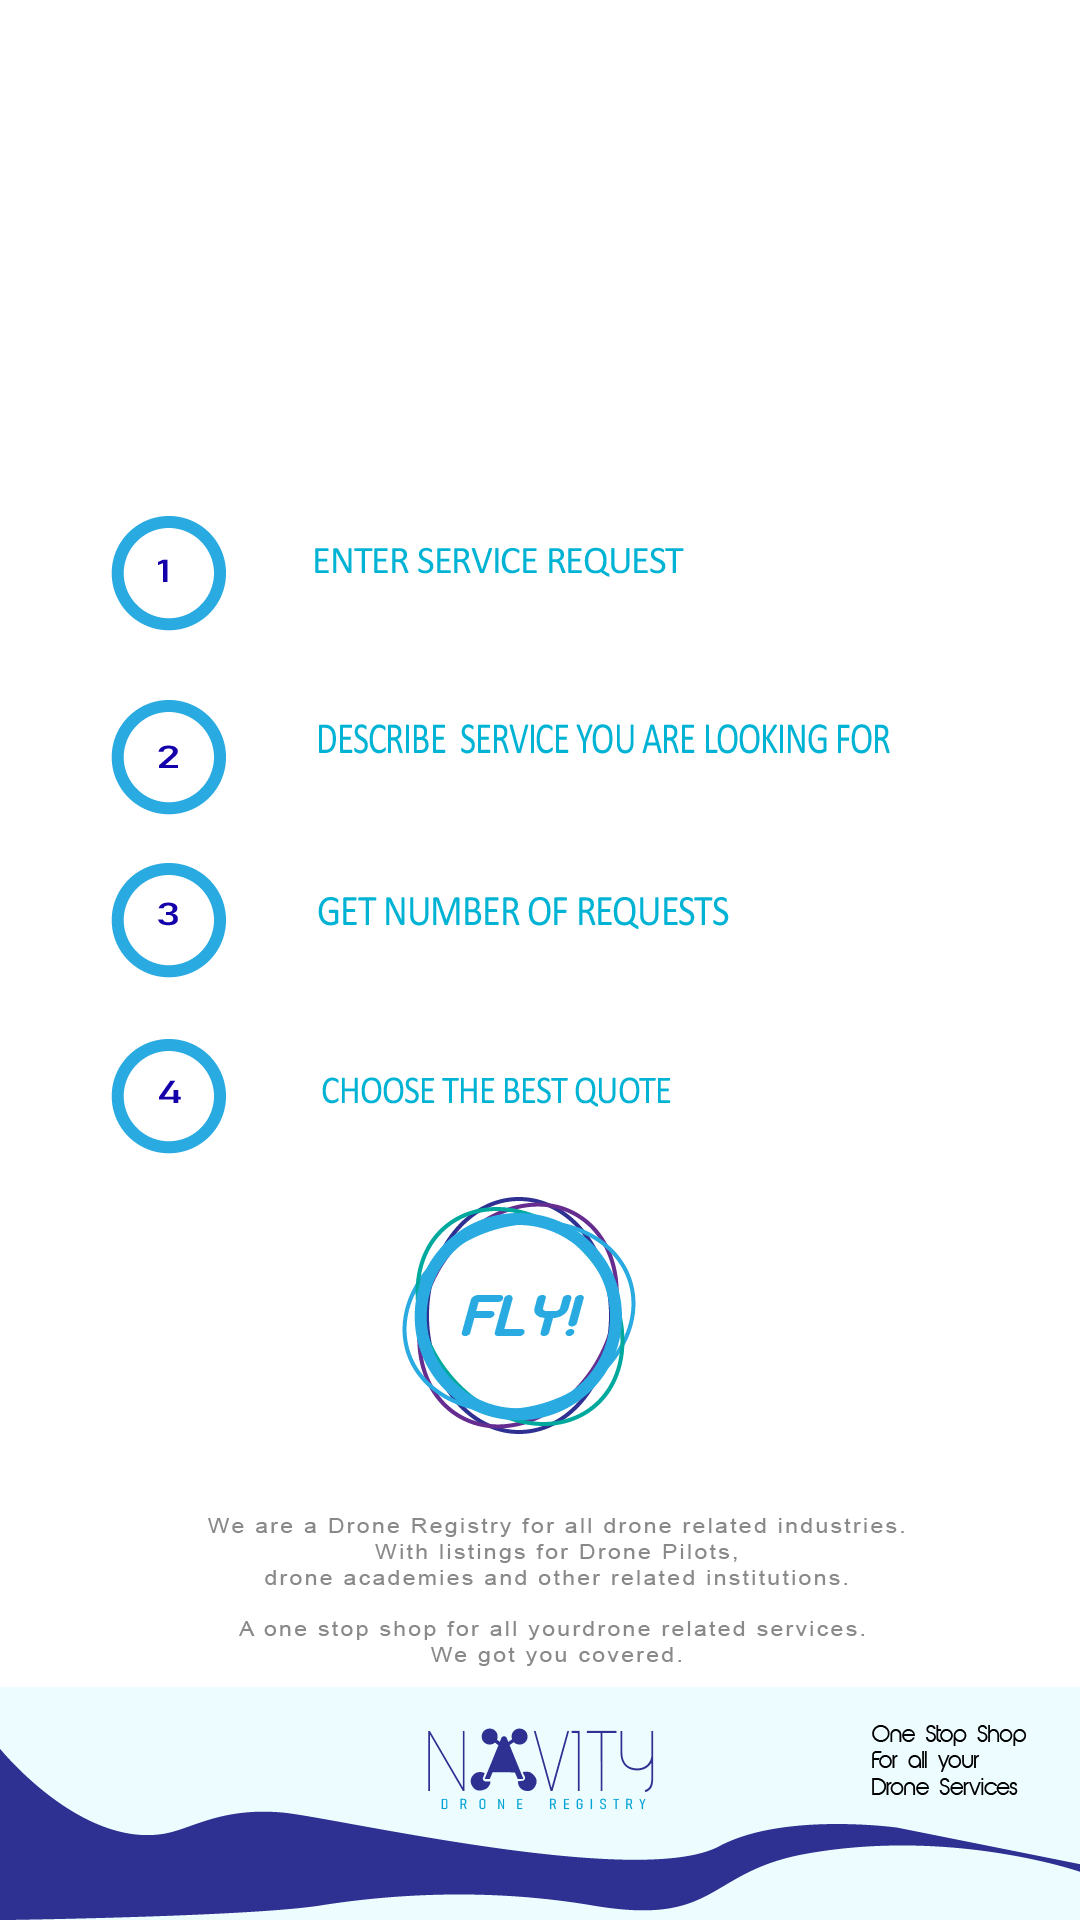 1
ENTER SERVICE REQUEST
2
DESCRIBE  SERVICE YOU ARE LOOKING FOR
3
GET NUMBER OF REQUESTS
4
CHOOSE THE BEST QUOTE
FLY!
We are a Drone Registry for all drone related industries.
With listings for Drone Pilots,
drone academies and other related institutions.
A one stop shop for all yourdrone related services.
We got you covered.
NAVITY
DRONE REGISTRY
One Stop Shop
For all your
Drone Services